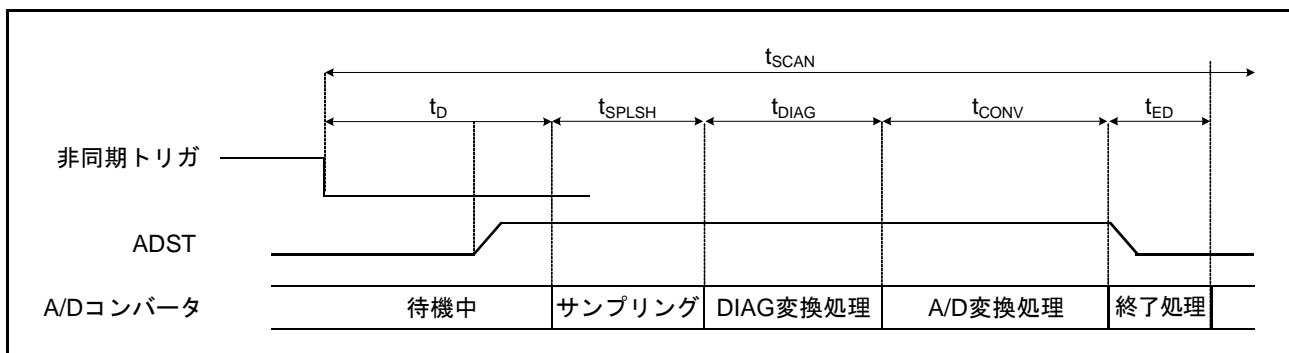 tSCAN
tD tSPLSH tDIAG tCONV tED
非同期トリガ
ADST
A/Dコンバータ 待機中 サンプリング DIAG変換処理 A/D変換処理 終了処理